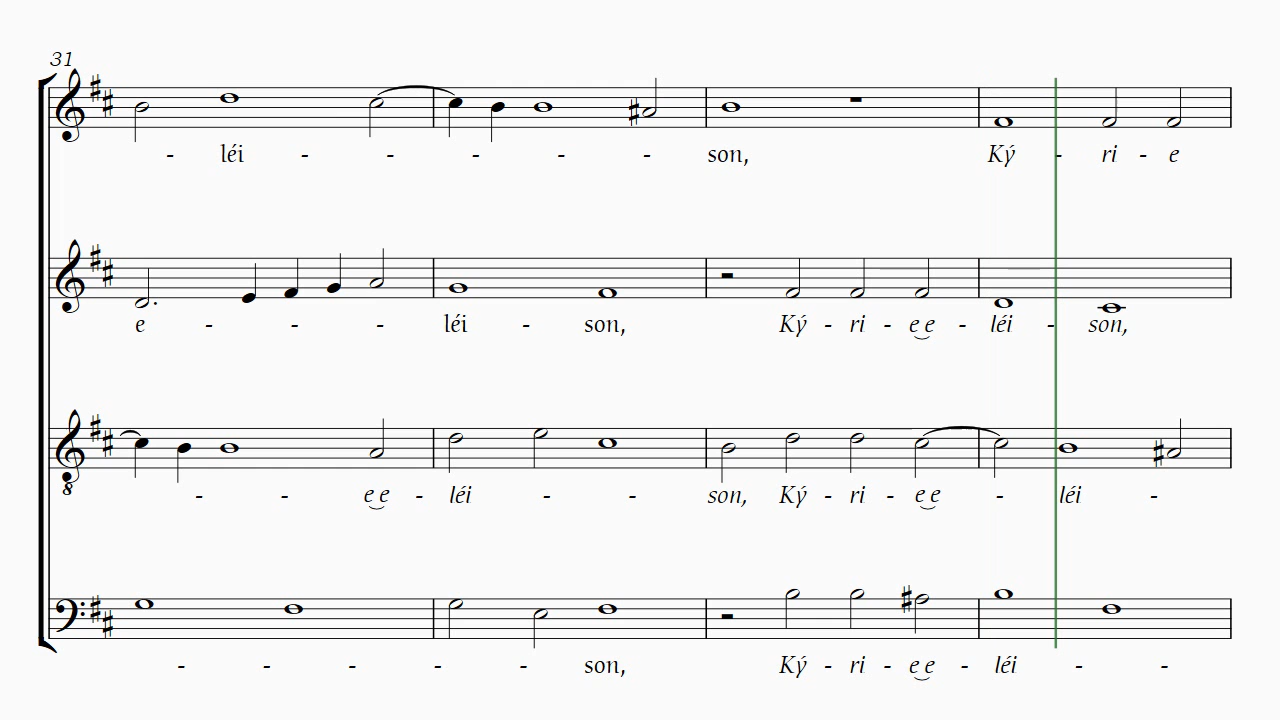 31
- léi - - - - - son, Ký - ri - e
e - - - léi - son, Ký - ri - e e - léi - son,
8
- - e e - léi - - son, Ký - ri - e e - léi -
- - - - - son, Ký - ri - e e - léi - -